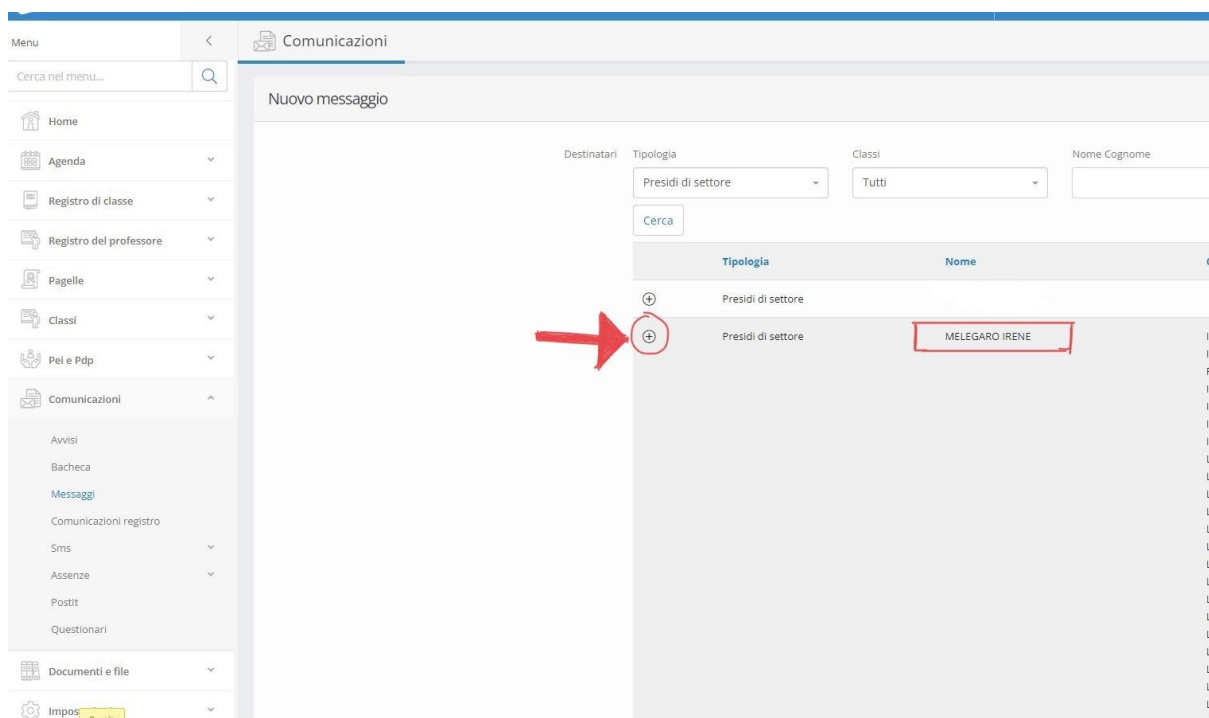 Menu
Cerca nel menu...
Home
Agenda
Registro di classe
Registro del professore
Pagelle
Classi
Pei e Pdp
Comunicazioni
Avvisi
Bacheca
Messaggi
Comunicazioni registro
Sms
Assenze
Postit
Questionari
Documenti e file
Impos
Comunicazioni
Nuovo messaggio
Destinatari Tipologia Classi Nome Cognome
Presidi di settore Tutti
Cerca
Tipologia Nome
Presidi di settore
Presidi di settore MELEGARO IRENE